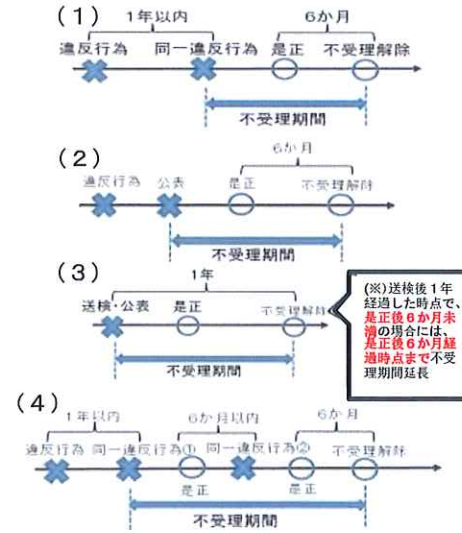 (1)
1年以内 6か月
違反行為 同一違反行為 是正 不受理解除
不受理期間
(2)
6か月
違反行為 公表 是正 不受理解除
不受理期間
(3)
1年
送検・公表 是正 不受理解除
不受理期間
(※)送検後1年
経過した時点で、
是正後6か月未
満の場合には、
是正後6か月経
過時点まで不受
理期間延長
(4)
1年以内 6か月以内 6か月
違反行為 同一違反行為① 同一違反行為② 不受理解除
是正 是正
不受理期間